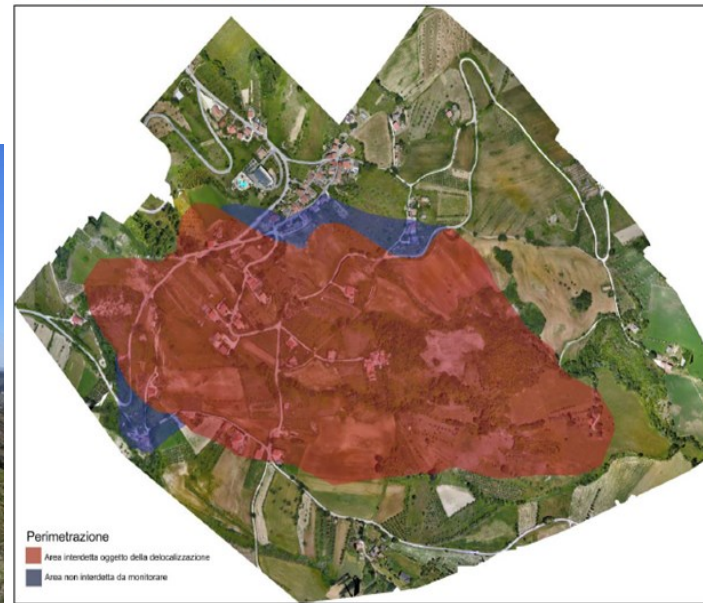 Perimetrazione
Area interdetta oggetto della delocalizzazione
Area non interdetta da monitorare